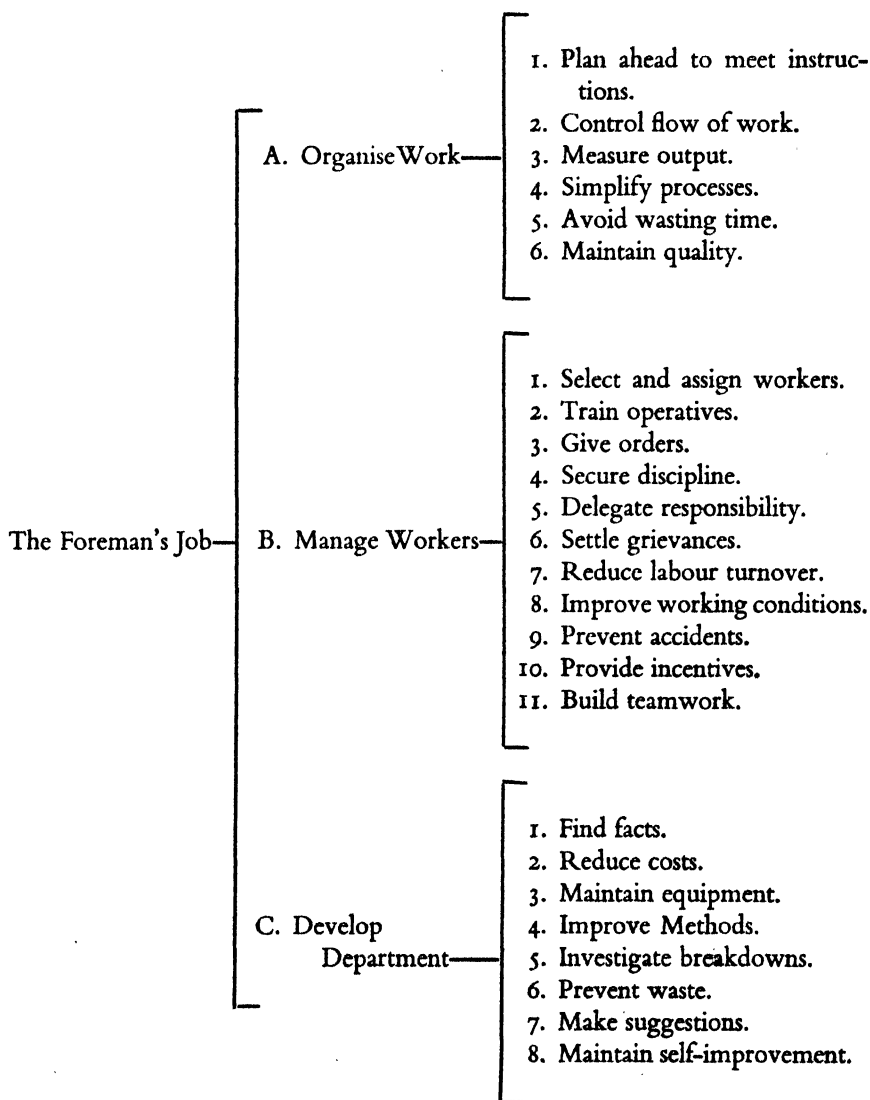 The Foreman's Job
A. Organise Work
1. Plan ahead to meet instruc-
tions.
2. Control flow of work.
3. Measure output.
4. Simplify processes.
5. Avoid wasting time.
6. Maintain quality.
B. Manage Workers
1. Select and assign workers.
2. Train operatives.
3. Give orders.
4. Secure discipline.
5. Delegate responsibility.
6. Settle grievances.
7. Reduce labour turnover.
8. Improve working conditions.
9. Prevent accidents.
10. Provide incentives.
11. Build teamwork.
C. Develop
Department
1. Find facts.
2. Reduce costs.
3. Maintain equipment.
4. Improve Methods.
5. Investigate breakdowns.
6. Prevent waste.
7. Make suggestions.
8. Maintain self-improvement.